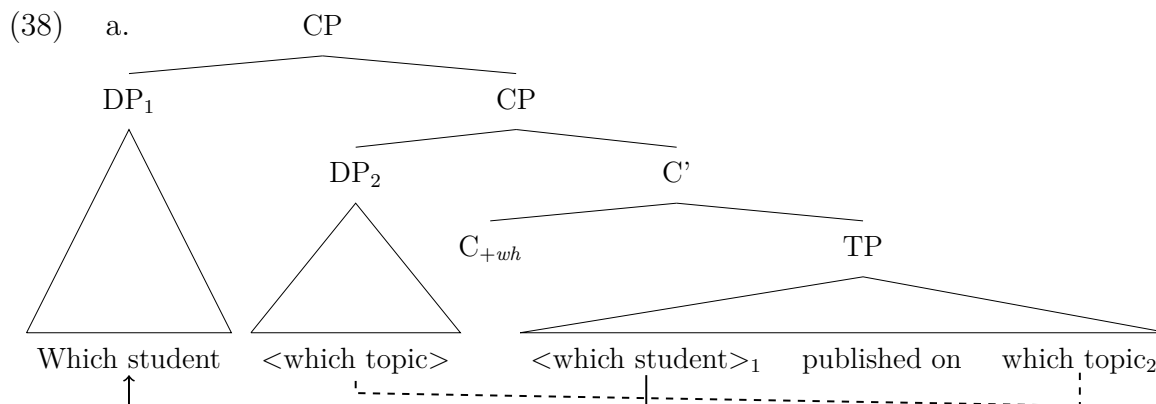 (38) a. CP
DP₁ CP
DP₂ C’
C₊wh TP
Which student <which topic> <which student>₁ published on which topic₂